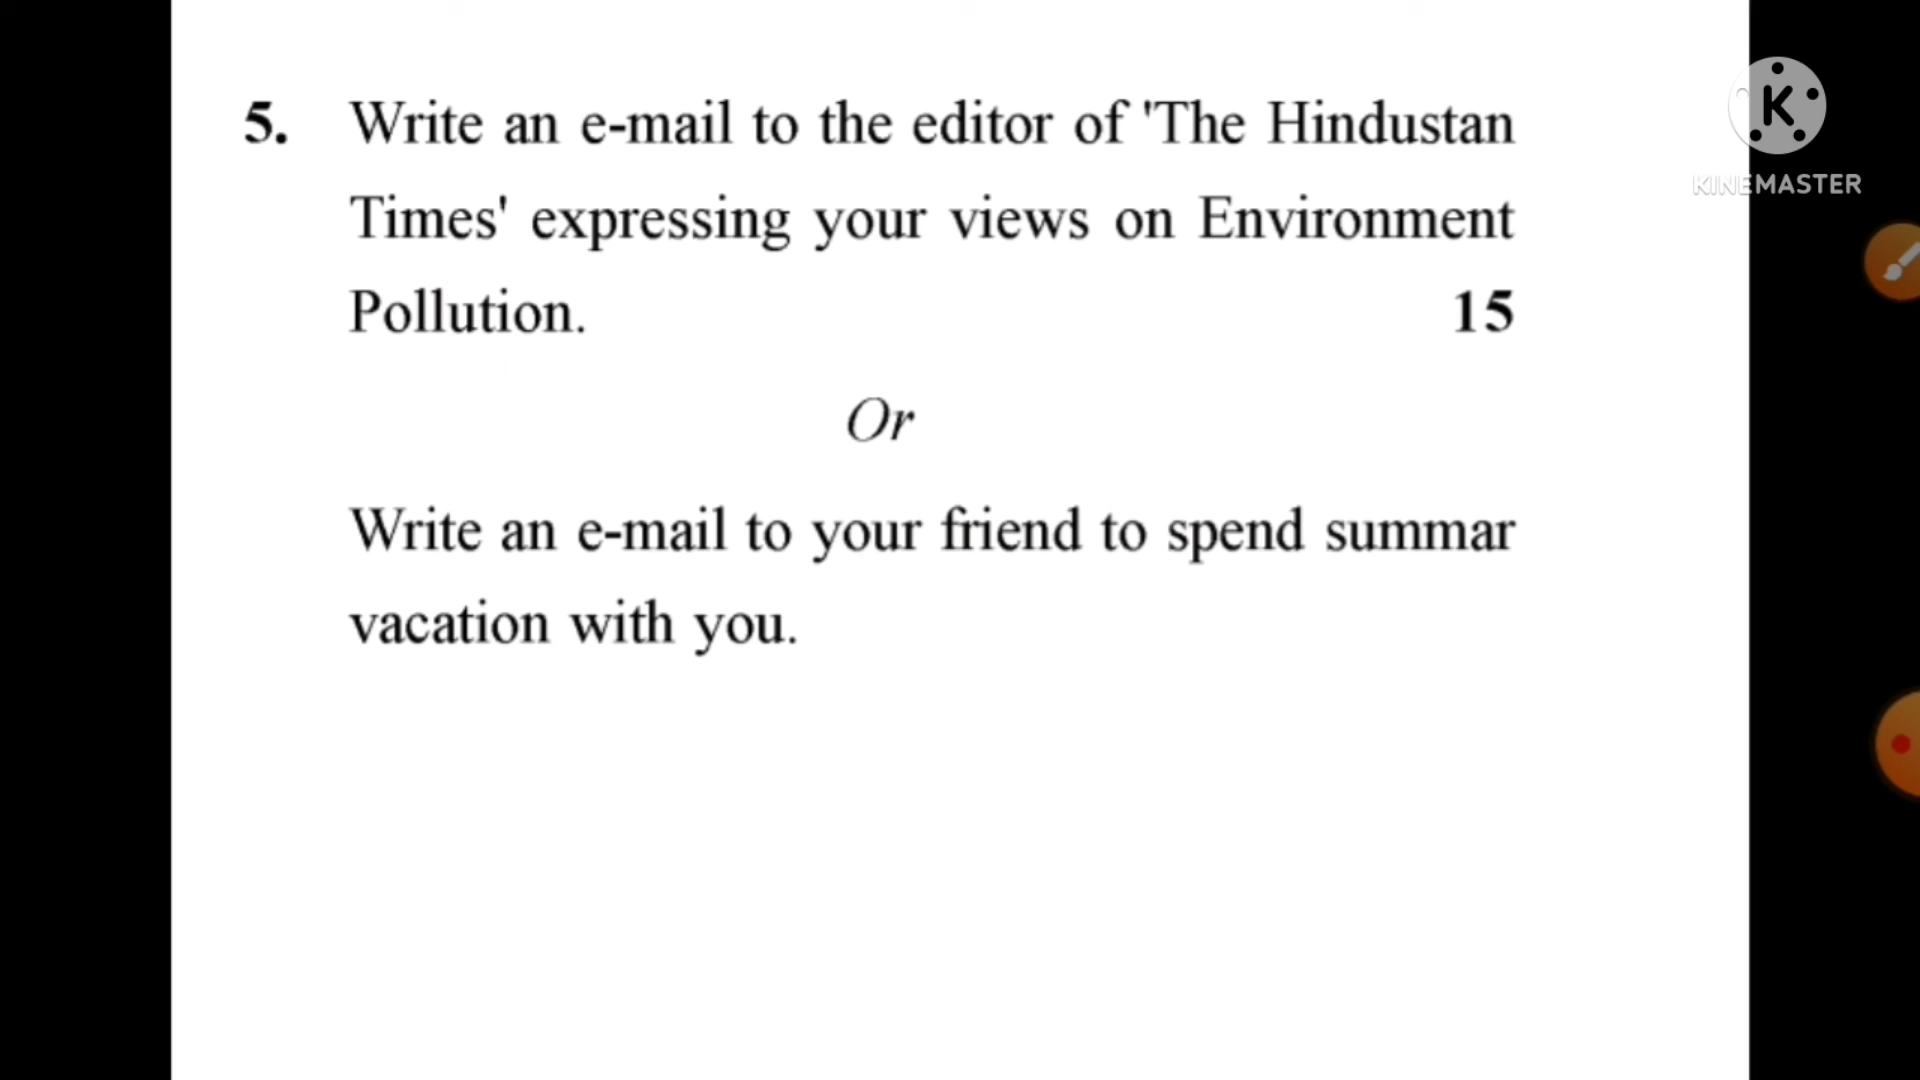 5. Write an e-mail to the editor of 'The Hindustan
Times' expressing your views on Environment
Pollution. 15
Or
Write an e-mail to your friend to spend summar
vacation with you.
K
KINEMASTER